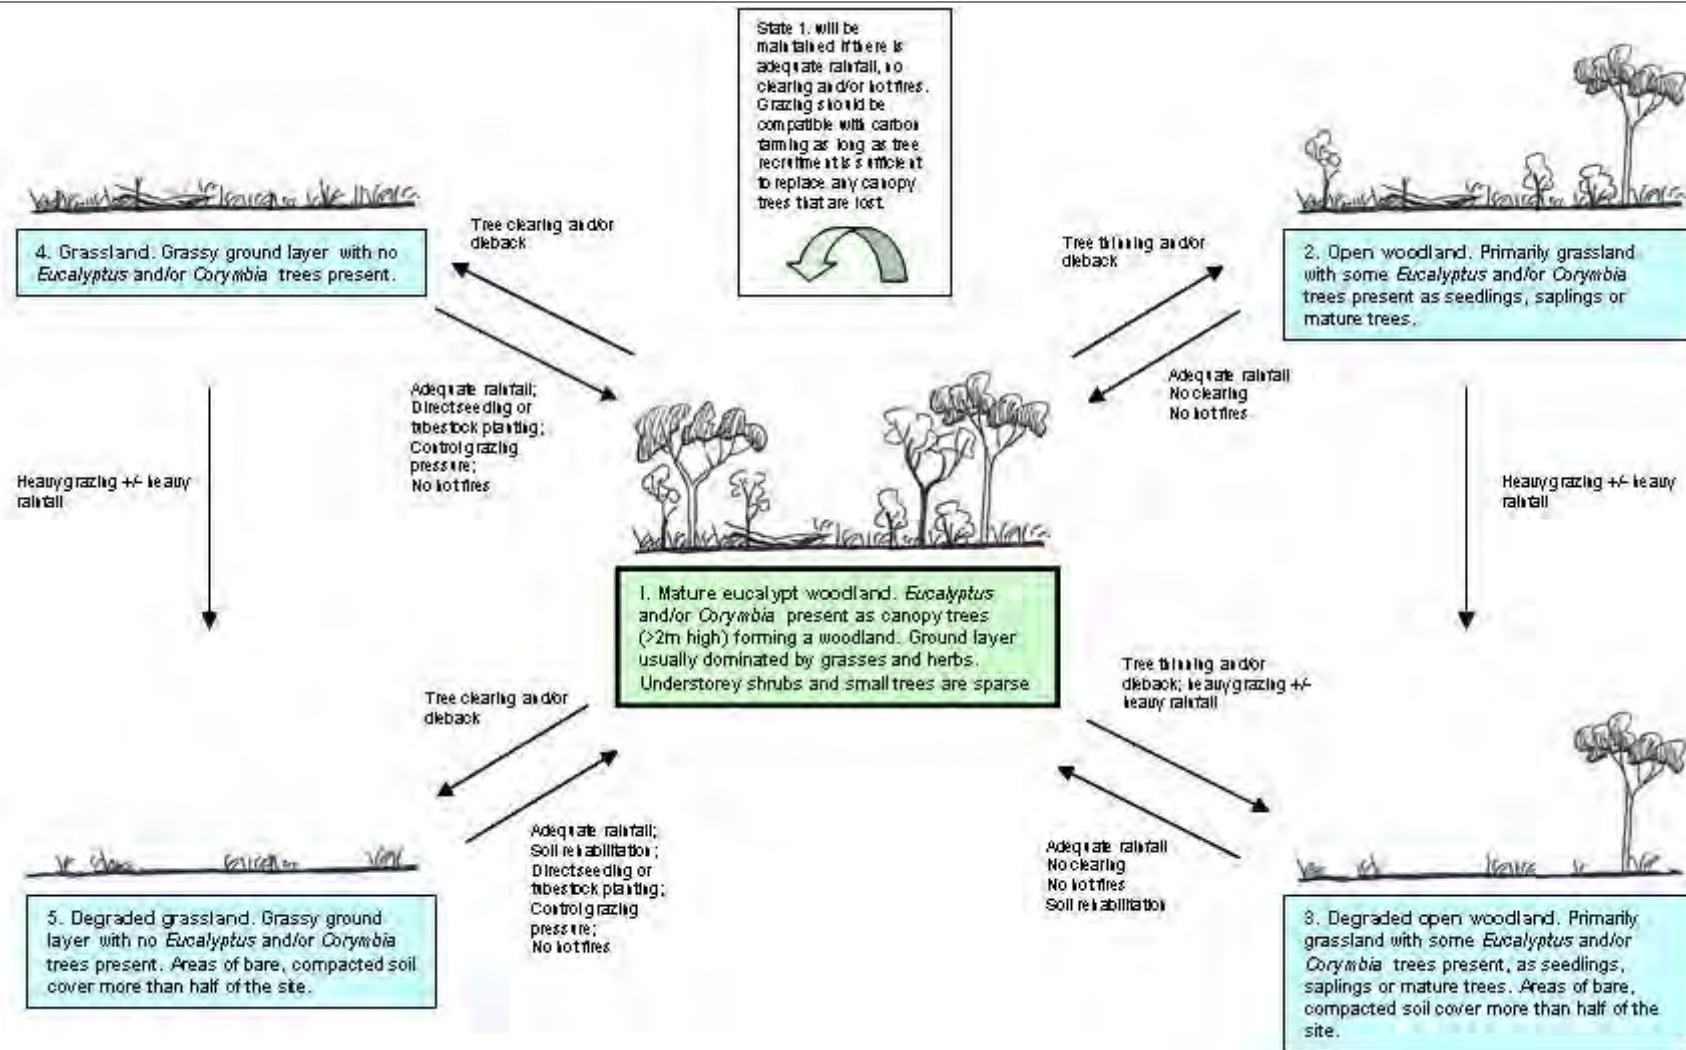 State 1. will be
maintained if there is
adequate rainfall, no
clearing and/or hot fires.
Grazing should be
compatible with carbon
farming as long as tree
recruitment is sufficient
to replace any canopy
trees that are lost.
4. Grassland. Grassy ground layer with no
Eucalyptus and/or Corymbia trees present.
Tree clearing and/or
dieback
Tree thinning and/or
dieback
2. Open woodland. Primarily grassland
with some Eucalyptus and/or Corymbia
trees present as seedlings, saplings or
mature trees.
Adequate rainfall;
Direct seeding or
tubestock planting;
Control grazing
pressure;
No hot fires
Adequate rainfall
No clearing
No hot fires
Heavy grazing +/- heavy
rainfall
Heavy grazing +/- heavy
rainfall
1. Mature eucalypt woodland. Eucalyptus
and/or Corymbia present as canopy trees
(>2m high) forming a woodland. Ground layer
usually dominated by grasses and herbs.
Understorey shrubs and small trees are sparse
Tree clearing and/or
dieback
Tree thinning and/or
dieback; heavy grazing +/-
heavy rainfall
Adequate rainfall;
Soil rehabilitation;
Direct seeding or
tubestock planting;
Control grazing
pressure;
No hot fires
Adequate rainfall
No clearing
No hot fires
Soil rehabilitation
5. Degraded grassland. Grassy ground
layer with no Eucalyptus and/or Corymbia
trees present. Areas of bare, compacted soil
cover more than half of the site.
3. Degraded open woodland. Primarily
grassland with some Eucalyptus and/or
Corymbia trees present, as seedlings,
saplings or mature trees. Areas of bare,
compacted soil cover more than half of the
site.